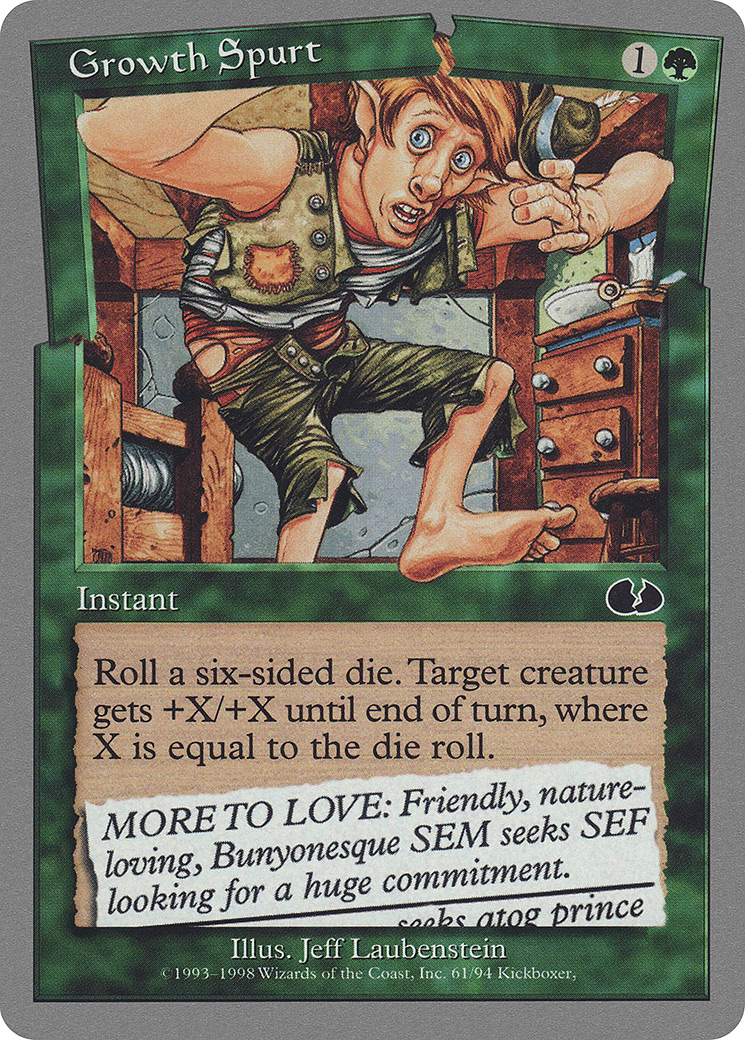 Growth Spurt 1
Instant
Roll a six-sided die. Target creature
gets +X/+X until end of turn, where
X is equal to the die roll.
MORE TO LOVE: Friendly, nature-
loving, Bunyonesque SEM seeks SEF
looking for a huge commitment.
seeks atog prince
Illus. Jeff Laubenstein
©1993–1998 Wizards of the Coast, Inc. 61/94 Kickboxer,